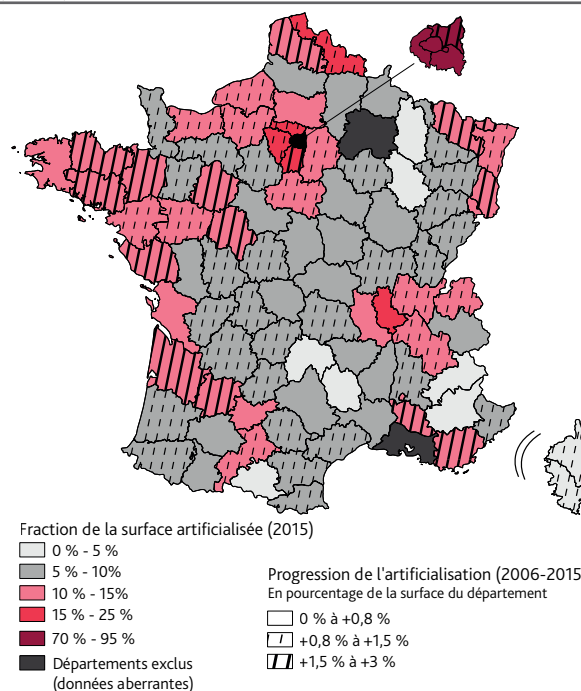 Fraction de la surface artificialisée (2015)
0 % - 5 %
5 % - 10%
10 % - 15%
15 % - 25 %
70 % - 95 %
Départements exclus
(données aberrantes)
Progression de l'artificialisation (2006-2015
En pourcentage de la surface du département
0 % à +0,8 %
+0,8 % à +1,5 %
+1,5 % à +3 %